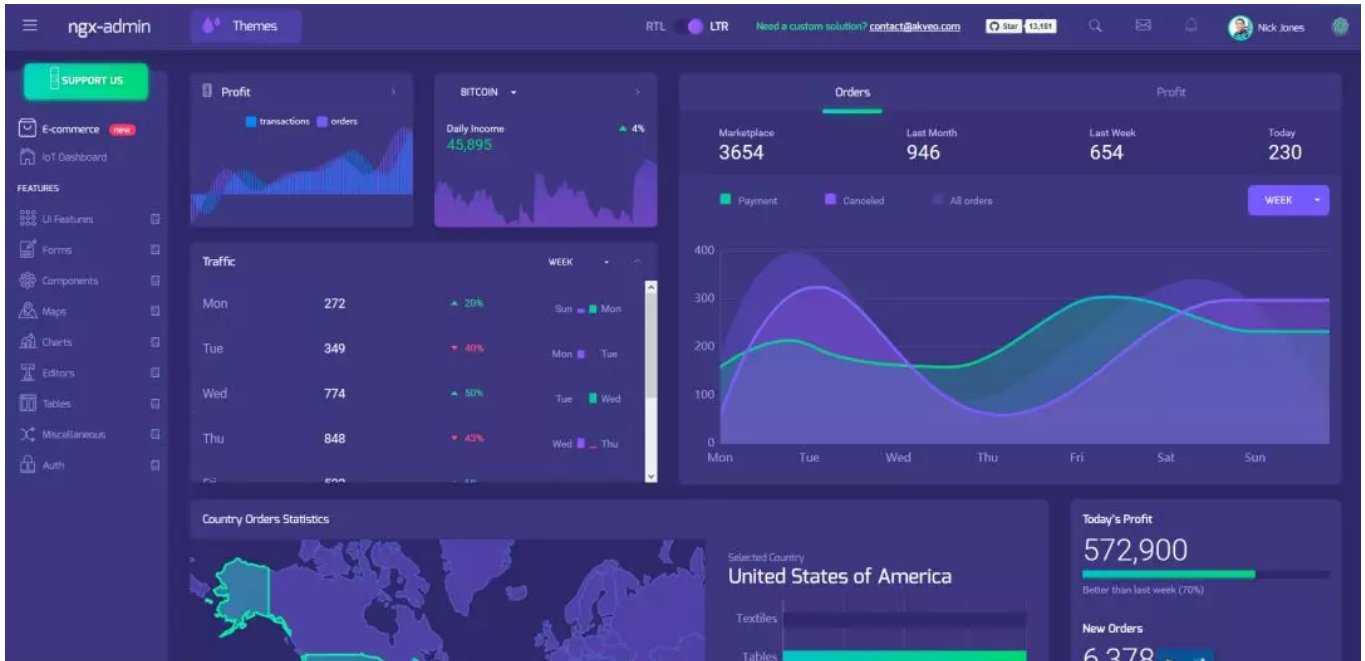 ngx-admin
Themes
RTL LTR
Need a custom solution? contact@akveo.com
Star 13,181
Nick Jones
SUPPORT US
E-commerce new
IoT Dashboard
FEATURES
UI Features
Forms
Components
Maps
Charts
Editors
Tables
Miscellaneous
Auth
Profit
transactions orders
BITCOIN
Daily Income 4%
45,895
Traffic WEEK
Mon 272 20% Sun Mon
Tue 349 40% Mon Tue
Wed 774 50% Tue Wed
Thu 848 43% Wed Thu
Orders Profit
Marketplace Last Month Last Week Today
3654 946 654 230
Payment Canceled All orders WEEK
400
300
200
100
0
Mon Tue Wed Thu Fri Sat Sun
Country Orders Statistics
Selected Country
United States of America
Textiles
Tables
Today's Profit
572,900
Better than last week (70%)
New Orders
6,378